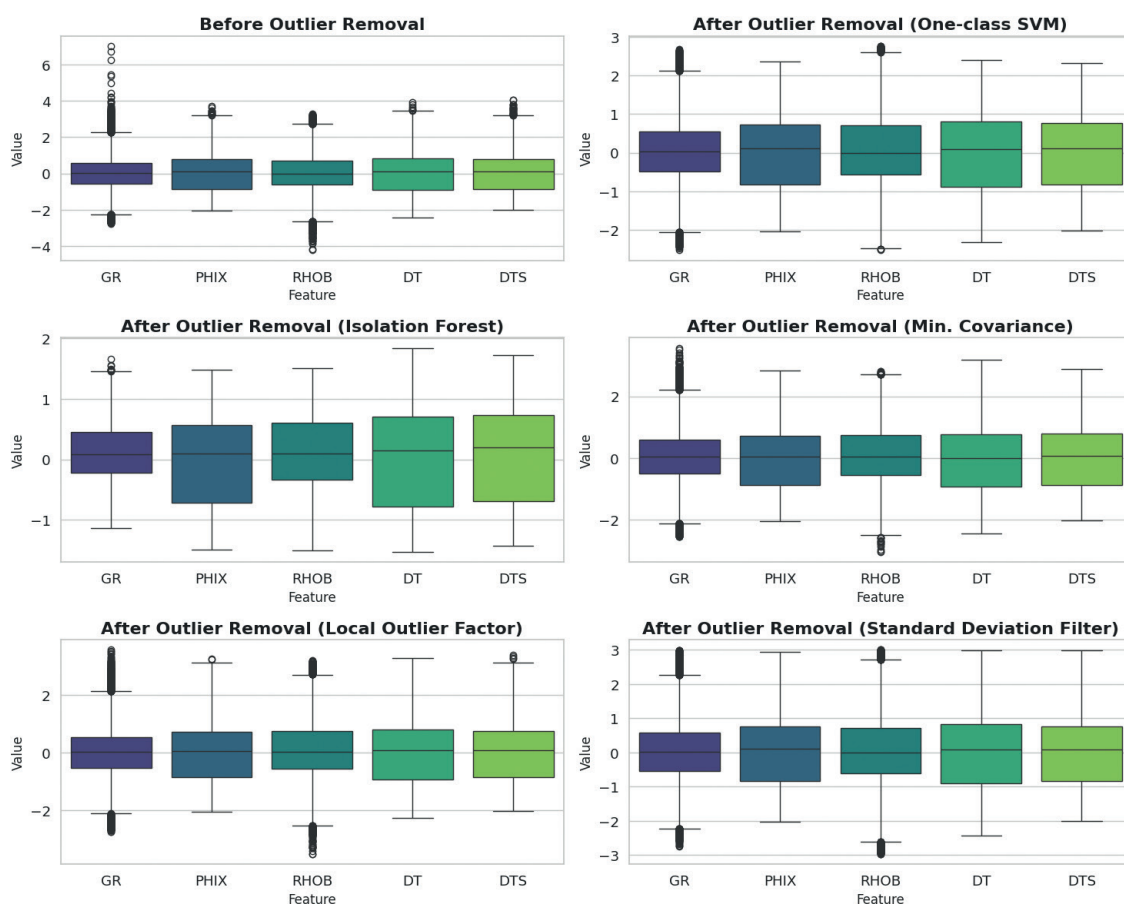 Before Outlier Removal
Value
6
4
2
0
−2
−4
GR PHIX RHOB DT DTS
Feature
After Outlier Removal (One-class SVM)
Value
3
2
1
0
−1
−2
GR PHIX RHOB DT DTS
Feature
After Outlier Removal (Isolation Forest)
Value
2
1
0
−1
GR PHIX RHOB DT DTS
Feature
After Outlier Removal (Min. Covariance)
Value
2
0
−2
GR PHIX RHOB DT DTS
Feature
After Outlier Removal (Local Outlier Factor)
Value
2
0
−2
GR PHIX RHOB DT DTS
Feature
After Outlier Removal (Standard Deviation Filter)
Value
3
2
1
0
−1
−2
−3
GR PHIX RHOB DT DTS
Feature